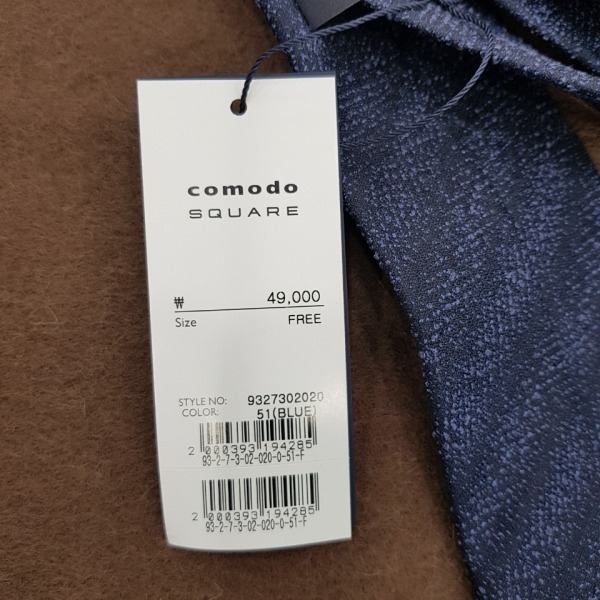 comodo
SQUARE
₩ 49,000
Size FREE
STYLE NO: 9327302020
COLOR: 51(BLUE)
2 000393 194285
93-2-7-3-02-020-0-51-F
2 000393 194285
93-2-7-3-02-020-0-51-F